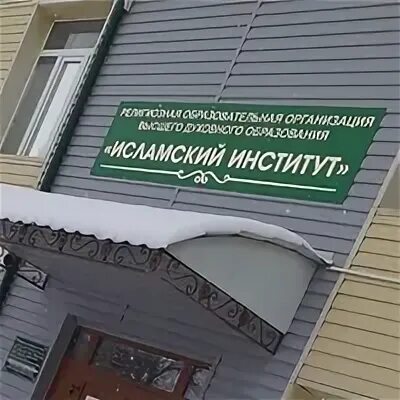 РЕЛИГИОЗНАЯ ОБРАЗОВАТЕЛЬНАЯ ОРГАНИЗАЦИЯ
ВЫСШЕГО ДУХОВНОГО ОБРАЗОВАНИЯ
«ИСЛАМСКИЙ ИНСТИТУТ»